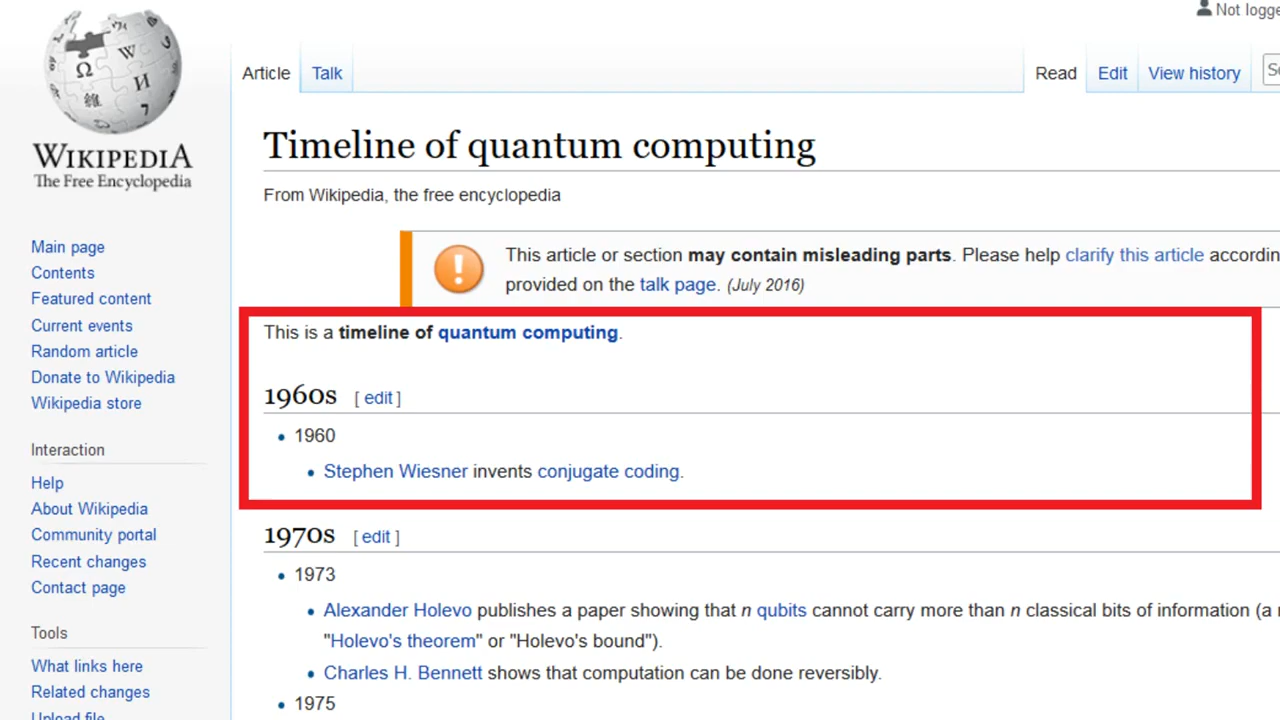 Not logge
WIKIPEDIA
The Free Encyclopedia
Main page
Contents
Featured content
Current events
Random article
Donate to Wikipedia
Wikipedia store
Interaction
Help
About Wikipedia
Community portal
Recent changes
Contact page
Tools
What links here
Related changes
Upload file
Article Talk
Read Edit View history
Timeline of quantum computing
From Wikipedia, the free encyclopedia
This article or section may contain misleading parts. Please help clarify this article accordin
provided on the talk page. (July 2016)
This is a timeline of quantum computing.
1960s [ edit ]
• 1960
• Stephen Wiesner invents conjugate coding.
1970s [ edit ]
• 1973
• Alexander Holevo publishes a paper showing that n qubits cannot carry more than n classical bits of information (a
"Holevo's theorem" or "Holevo's bound").
• Charles H. Bennett shows that computation can be done reversibly.
• 1975